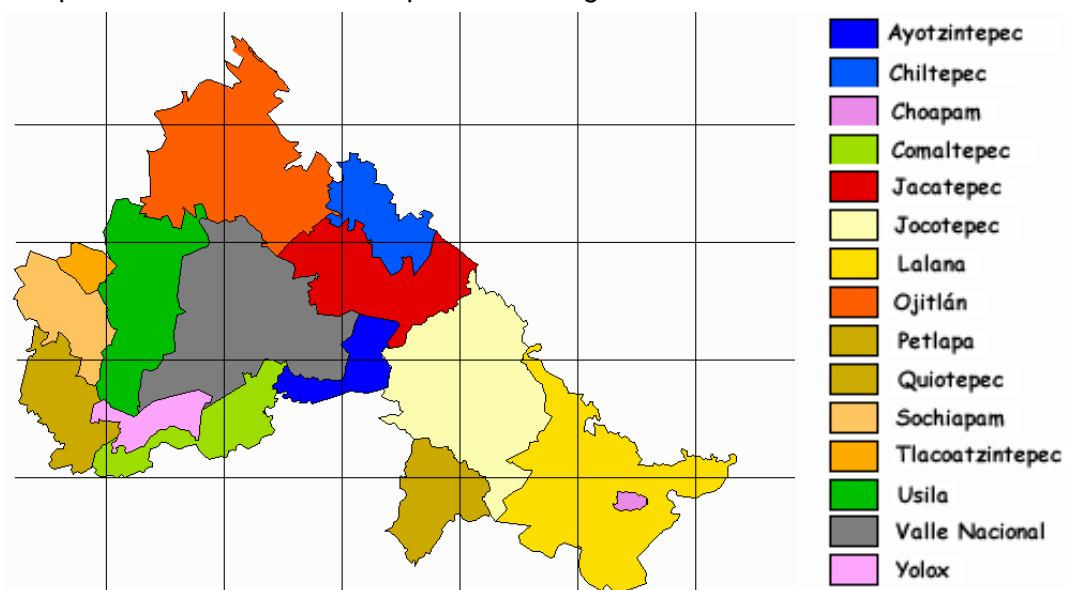 Ayotzintepec
Chiltepec
Choapam
Comaltepec
Jacatepec
Jocotepec
Lalana
Ojitlán
Petlapa
Quiotepec
Sochiapam
Tlacoatzintepec
Usila
Valle Nacional
Yolox